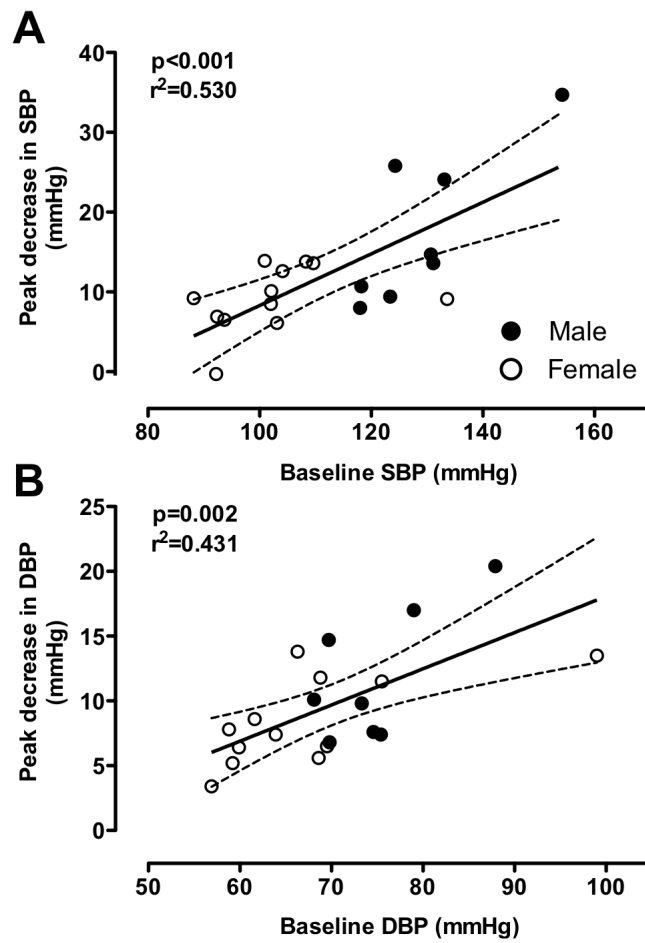 A
p<0.001
r²=0.530
40
30
20
10
0
Peak decrease in SBP
(mmHg)
Male
Female
80 100 120 140 160
Baseline SBP (mmHg)
B
p=0.002
r²=0.431
25
20
15
10
5
0
Peak decrease in DBP
(mmHg)
50 60 70 80 90 100
Baseline DBP (mmHg)